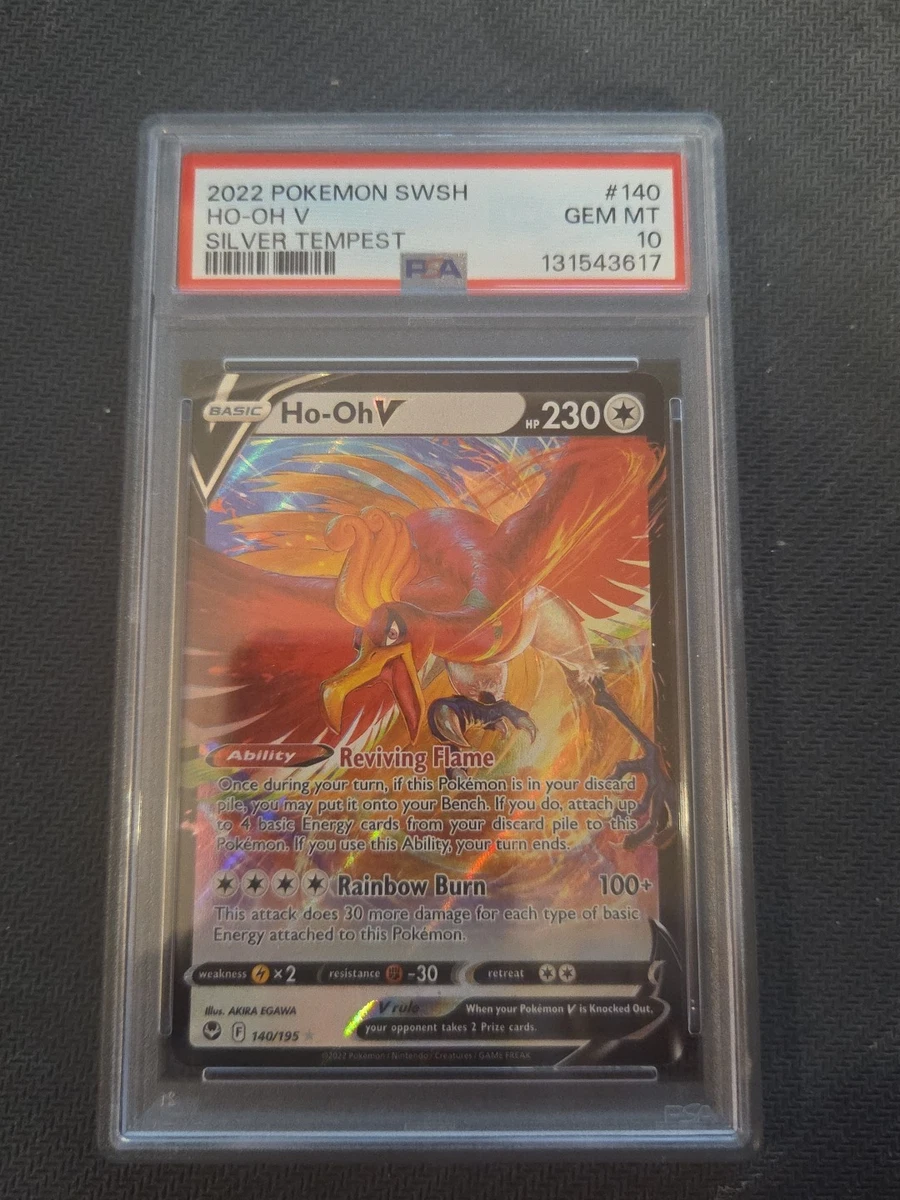 2022 POKEMON SWSH #140
HO-OH V GEM MT
SILVER TEMPEST 10
PSA 131543617
BASIC Ho-Oh V HP 230
Ability Reviving Flame
Once during your turn, if this Pokémon is in your discard
pile, you may put it onto your Bench. If you do, attach up
to 4 basic Energy cards from your discard pile to this
Pokémon. If you use this Ability, your turn ends.
Rainbow Burn 100+
This attack does 30 more damage for each type of basic
Energy attached to this Pokémon.
weakness ×2 resistance -30 retreat
Illus. AKIRA EGAWA
V rule When your Pokémon V is Knocked Out,
your opponent takes 2 Prize cards.
F 140/195
©2022 Pokémon / Nintendo / Creatures / GAME FREAK
PSA